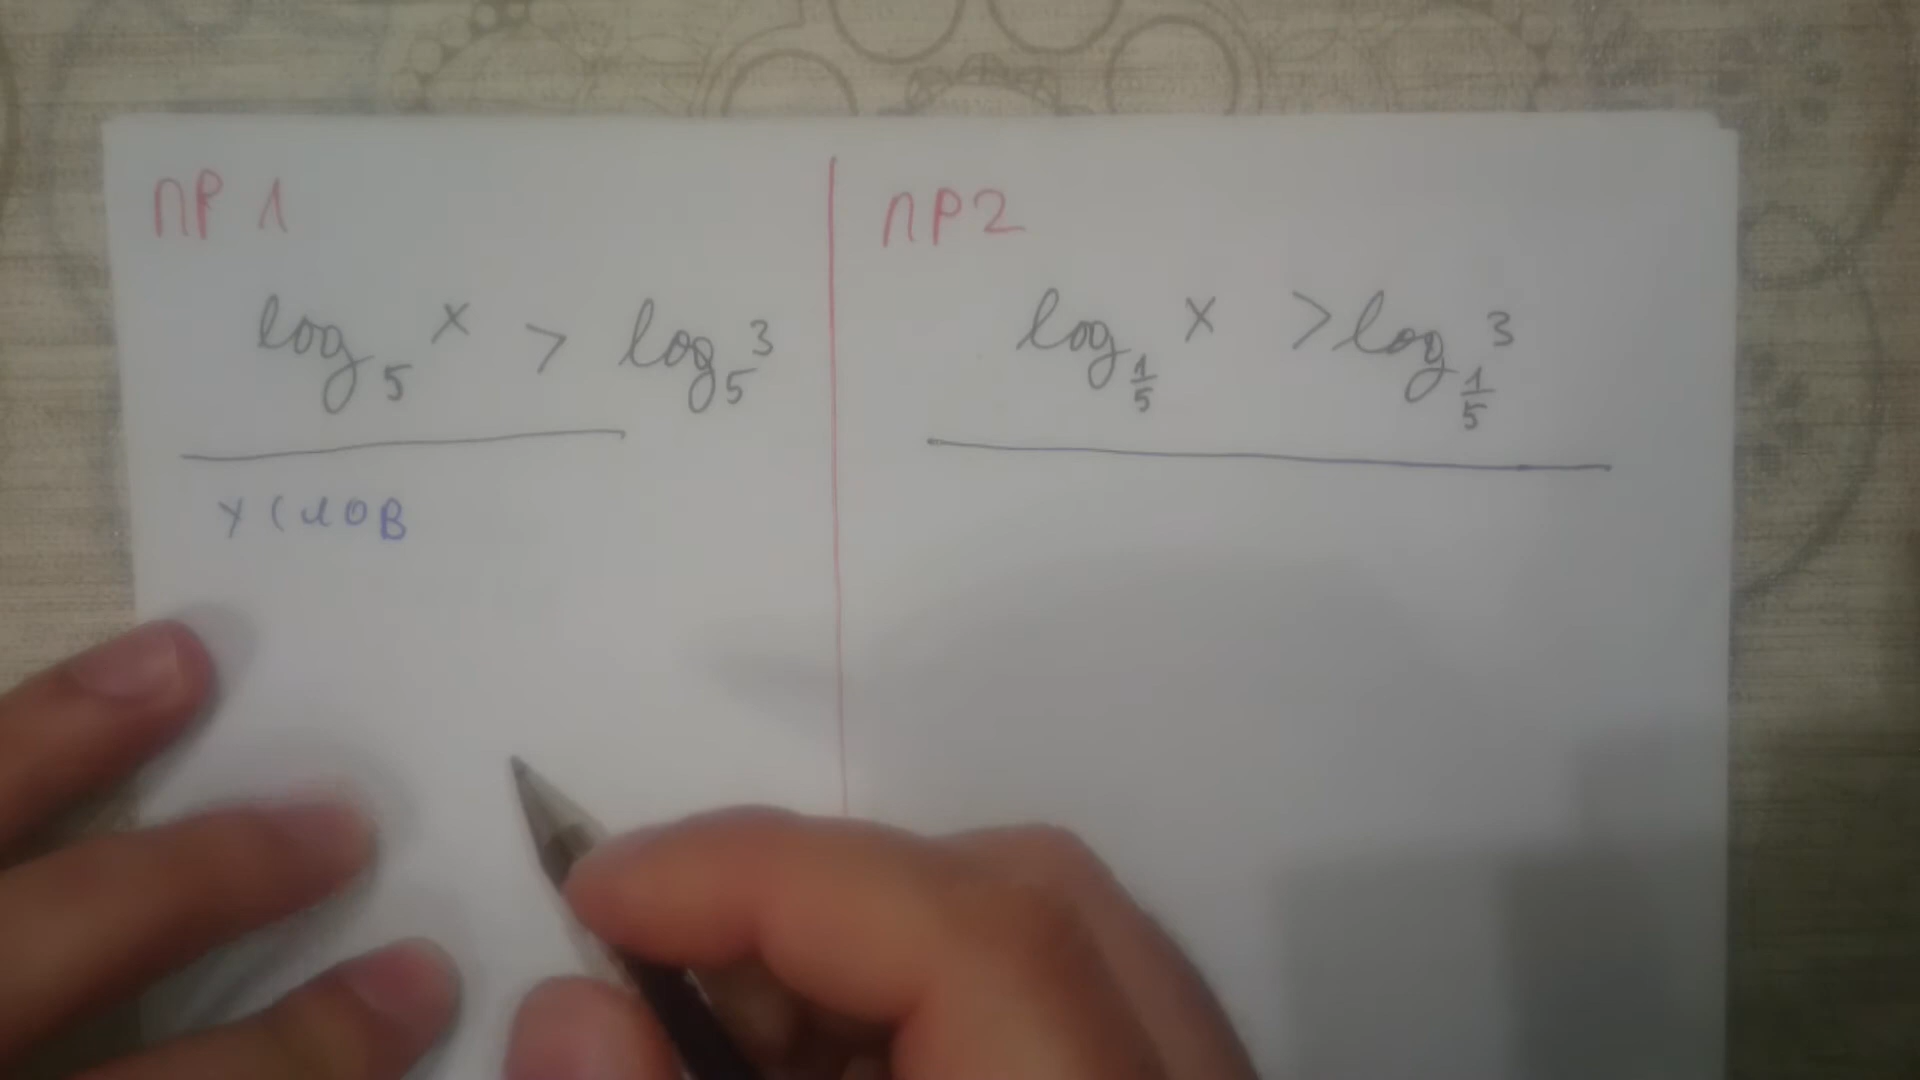 ПР 1
log₅ x > log₅ 3
услов
ПР2
log_{1/5} x > log_{1/5} 3